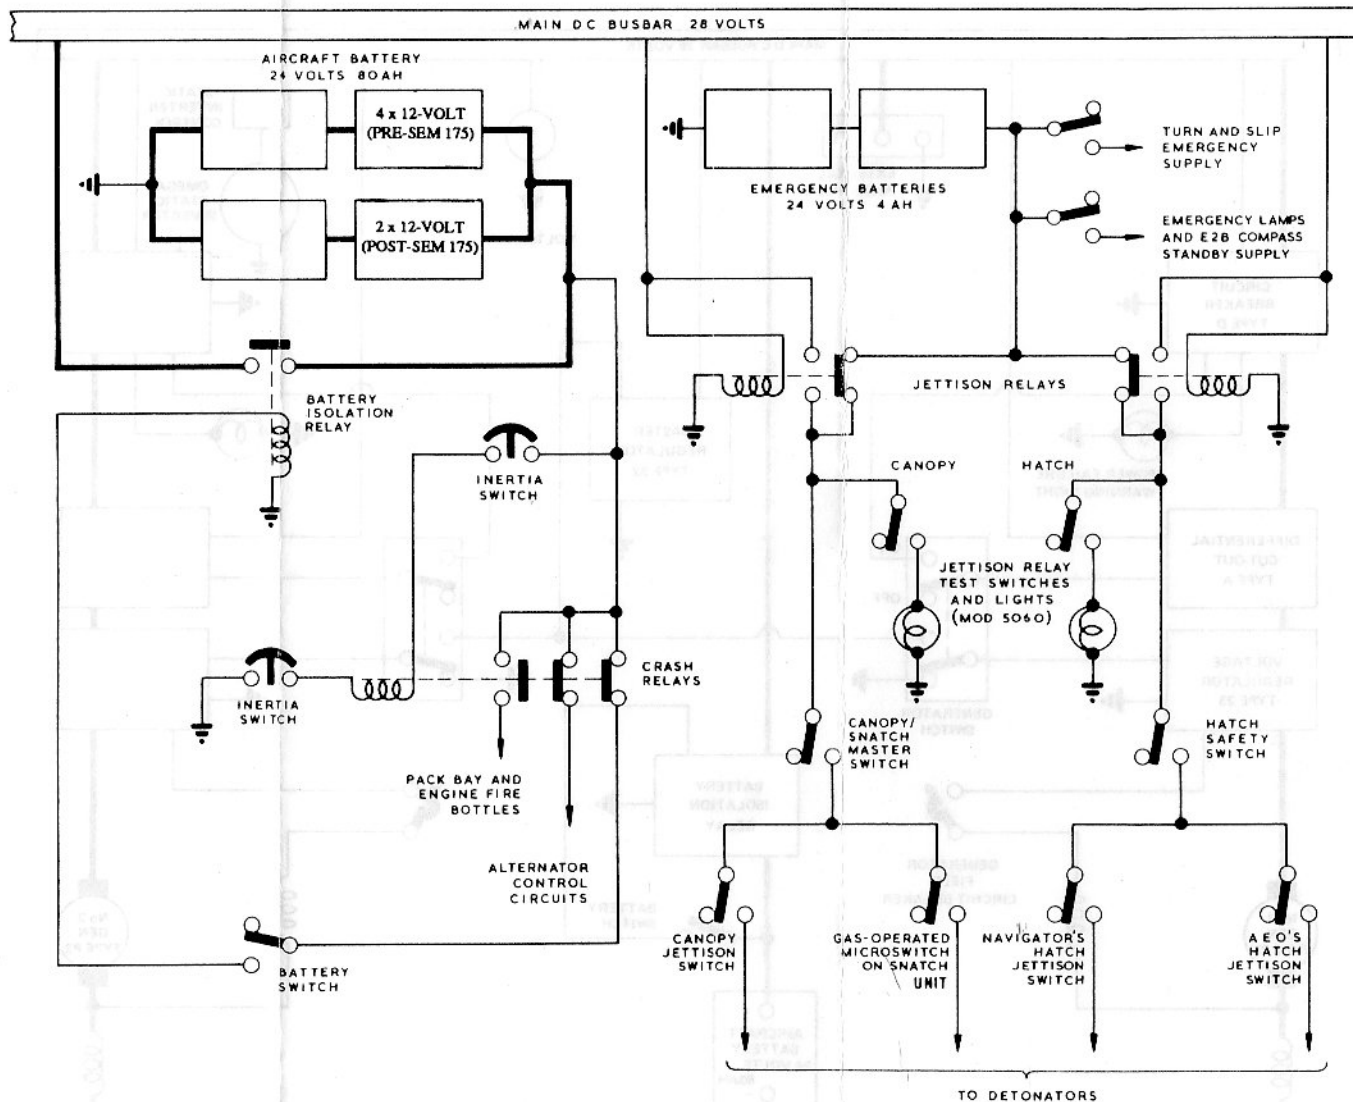 MAIN DC BUSBAR 28 VOLTS
AIRCRAFT BATTERY
24 VOLTS 80AH
4 x 12-VOLT
(PRE-SEM 175)
2 x 12-VOLT
(POST-SEM 175)
EMERGENCY BATTERIES
24 VOLTS 4AH
TURN AND SLIP
EMERGENCY
SUPPLY
EMERGENCY LAMPS
AND E2B COMPASS
STANDBY SUPPLY
BATTERY
ISOLATION
RELAY
INERTIA
SWITCH
JETTISON RELAYS
CANOPY
HATCH
JETTISON RELAY
TEST SWITCHES
AND LIGHTS
(MOD 5060)
CRASH
RELAYS
INERTIA
SWITCH
PACK BAY AND
ENGINE FIRE
BOTTLES
ALTERNATOR
CONTROL
CIRCUITS
CANOPY/
SNATCH
MASTER
SWITCH
HATCH
SAFETY
SWITCH
BATTERY
SWITCH
CANOPY
JETTISON
SWITCH
GAS-OPERATED
MICROSWITCH
ON SNATCH
UNIT
NAVIGATOR'S
HATCH
JETTISON
SWITCH
AEO'S
HATCH
JETTISON
SWITCH
TO DETONATORS